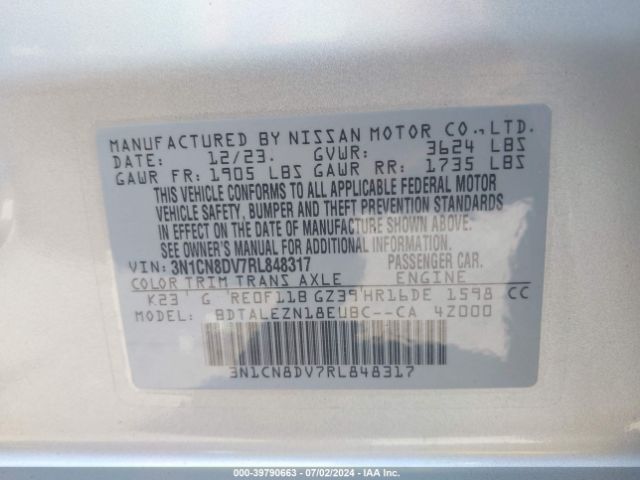 MANUFACTURED BY NISSAN MOTOR CO., LTD.
DATE: 12/23. GVWR: 3624 LBS
GAWR FR: 1905 LBS GAWR RR: 1735 LBS
THIS VEHICLE CONFORMS TO ALL APPLICABLE FEDERAL MOTOR
VEHICLE SAFETY, BUMPER AND THEFT PREVENTION STANDARDS
IN EFFECT ON THE DATE OF MANUFACTURE SHOWN ABOVE.
SEE OWNER'S MANUAL FOR ADDITIONAL INFORMATION.
VIN: 3N1CN8DV7RL848317 PASSENGER CAR.
COLOR TRIM TRANS AXLE ENGINE
K23 G RE0F11B GZ39 HR16DE 1598 CC
MODEL: BDTALEZN18EUBC--CA 4Z000
3N1CN8DV7RL848317
000-39790663 - 07/02/2024 - IAA Inc.